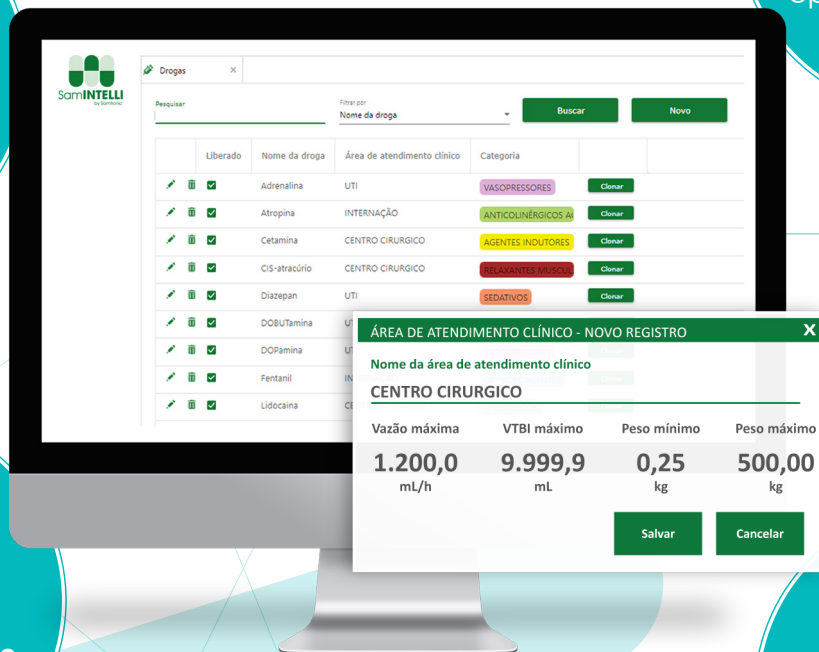 SamINTELLI
by Samtronic
Drogas ×
Pesquisar
Filtrar por
Nome da droga
Buscar
Novo
Liberado Nome da droga Área de atendimento clínico Categoria
Adrenalina UTI VASOPRESSORES Clonar
Atropina INTERNAÇÃO ANTICOLINÉRGICOS Clonar
Cetamina CENTRO CIRURGICO AGENTES INDUTORES Clonar
CIS-atracúrio CENTRO CIRURGICO RELAXANTES MUSCUL Clonar
Diazepan UTI SEDATIVOS Clonar
DOBUTamina
DOPamina
Fentanil
Lidocaina
ÁREA DE ATENDIMENTO CLÍNICO - NOVO REGISTRO X
Nome da área de atendimento clínico
CENTRO CIRURGICO
Vazão máxima VTBI máximo Peso mínimo Peso máximo
1.200,0 9.999,9 0,25 500,00
mL/h mL kg kg
Salvar Cancelar